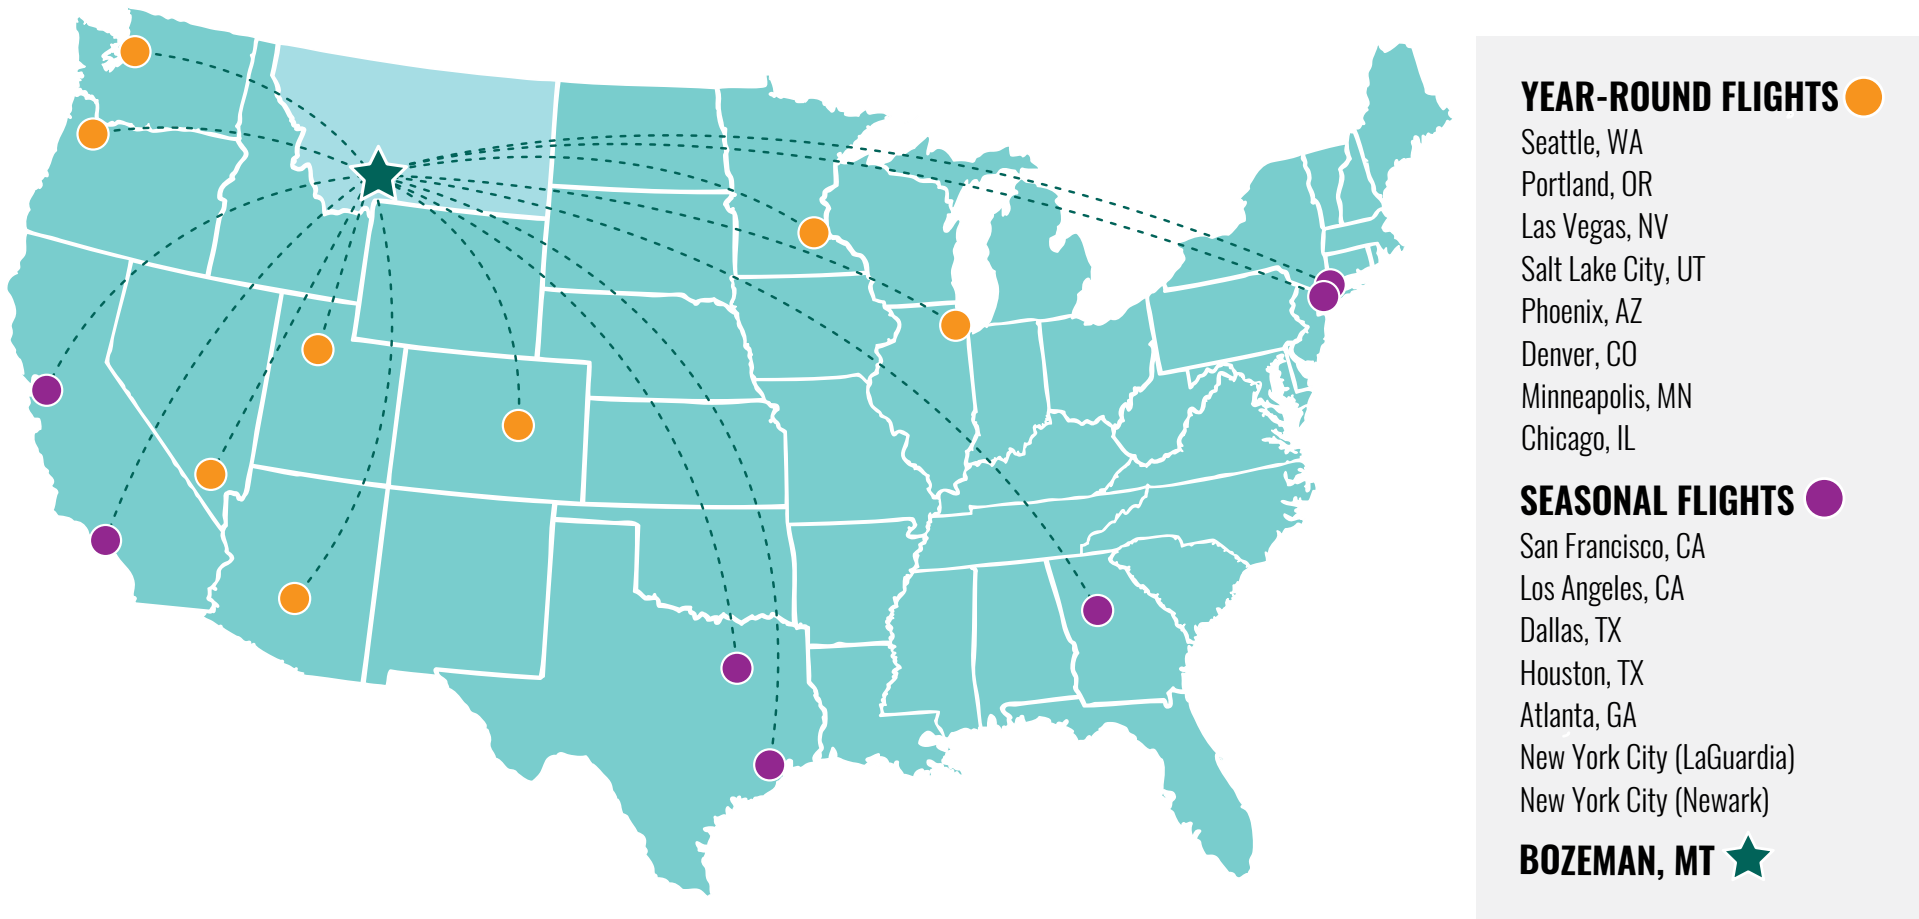 YEAR-ROUND FLIGHTS
Seattle, WA
Portland, OR
Las Vegas, NV
Salt Lake City, UT
Phoenix, AZ
Denver, CO
Minneapolis, MN
Chicago, IL
SEASONAL FLIGHTS
San Francisco, CA
Los Angeles, CA
Dallas, TX
Houston, TX
Atlanta, GA
New York City (LaGuardia)
New York City (Newark)
BOZEMAN, MT